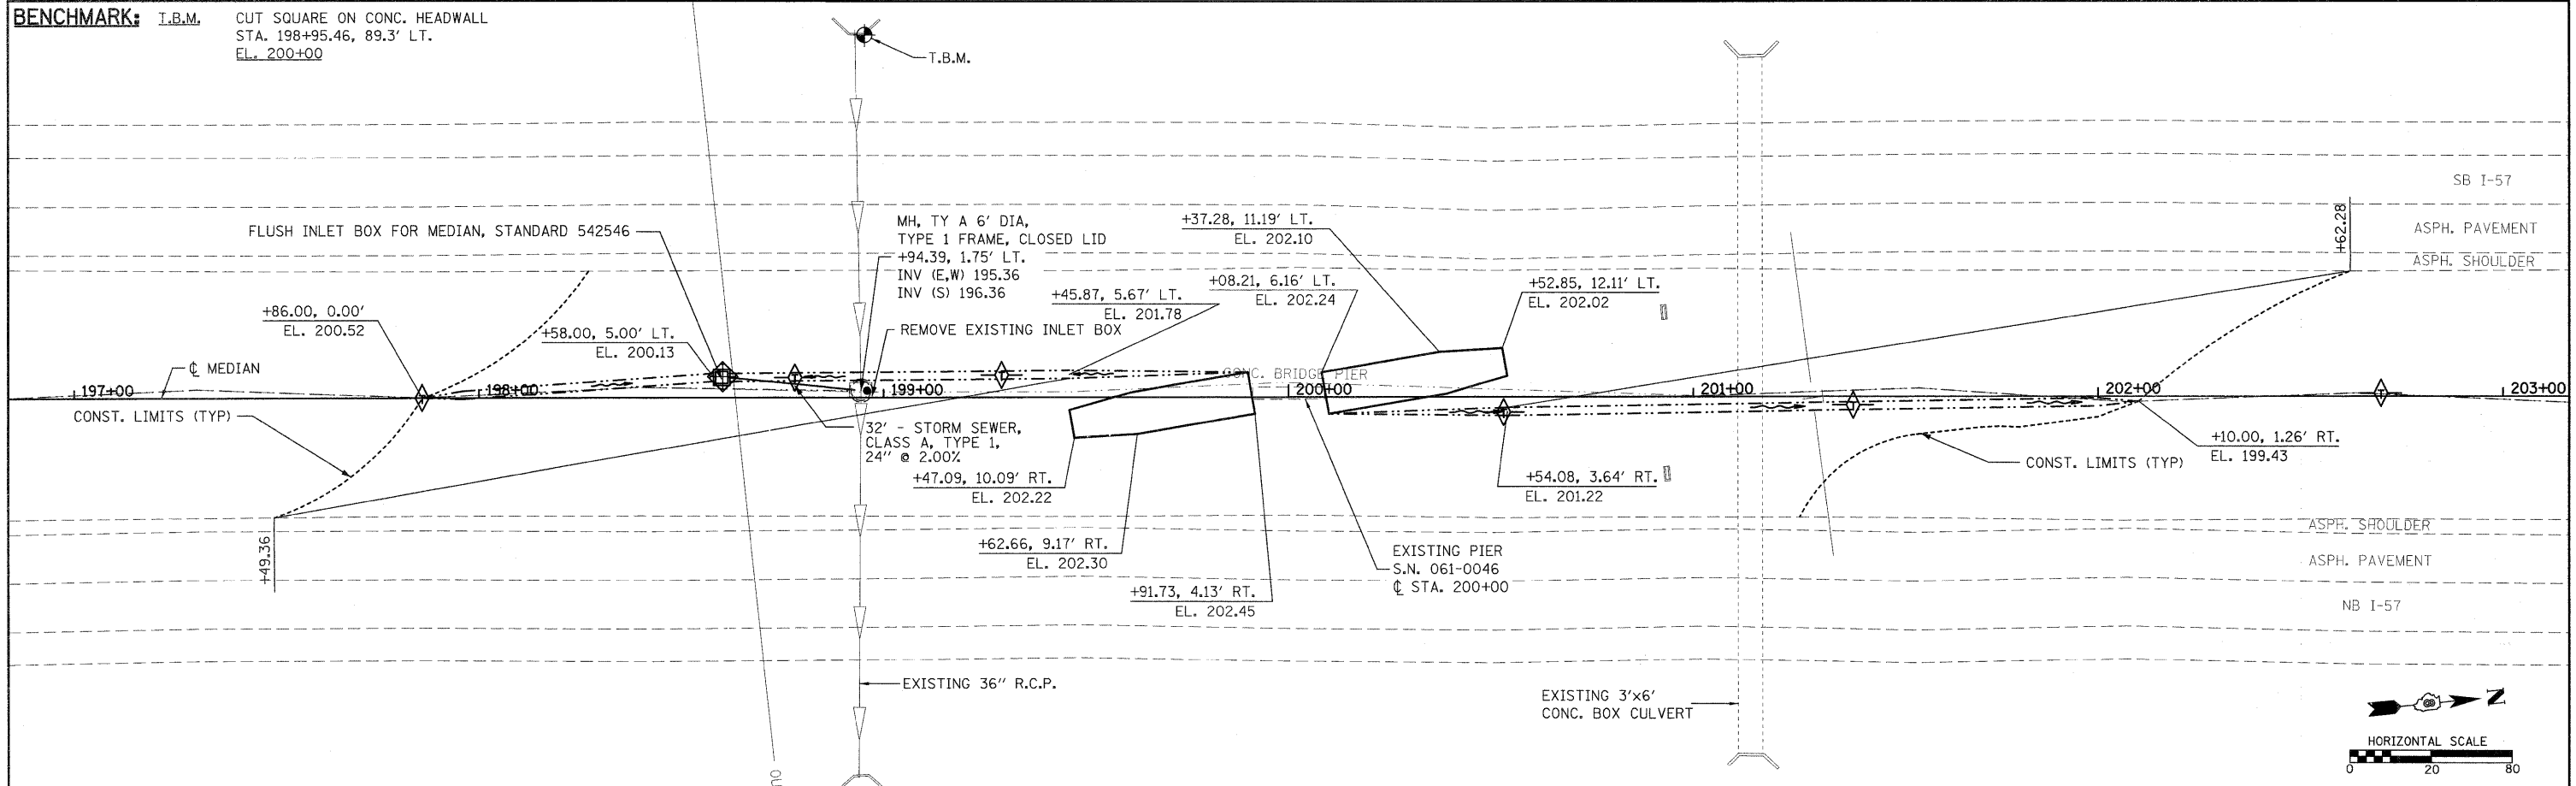 BENCHMARK: T.B.M. CUT SQUARE ON CONC. HEADWALL
STA. 198+95.46, 89.3' LT.
EL. 200+00
T.B.M.
SB I-57
ASPH. PAVEMENT
ASPH. SHOULDER
+62.28
FLUSH INLET BOX FOR MEDIAN, STANDARD 542546
MH, TY A 6' DIA,
TYPE 1 FRAME, CLOSED LID
+94.39, 1.75' LT.
INV (E,W) 195.36
INV (S) 196.36
+37.28, 11.19' LT.
EL. 202.10
+08.21, 6.16' LT.
EL. 202.24
+45.87, 5.67' LT.
EL. 201.78
+52.85, 12.11' LT.
EL. 202.02
+86.00, 0.00'
EL. 200.52
+58.00, 5.00' LT.
EL. 200.13
REMOVE EXISTING INLET BOX
℄ MEDIAN
CONC. BRIDGE PIER
197+00
198+00
199+00
200+00
201+00
202+00
203+00
T
T
T
T
T
T
CONST. LIMITS (TYP)
32' - STORM SEWER,
CLASS A, TYPE 1,
24" @ 2.00%
+47.09, 10.09' RT.
EL. 202.22
+54.08, 3.64' RT.
EL. 201.22
+10.00, 1.26' RT.
EL. 199.43
CONST. LIMITS (TYP)
+49.36
+62.66, 9.17' RT.
EL. 202.30
+91.73, 4.13' RT.
EL. 202.45
EXISTING PIER
S.N. 061-0046
℄ STA. 200+00
ASPH. SHOULDER
ASPH. PAVEMENT
NB I-57
EXISTING 36" R.C.P.
EXISTING 3'x6'
CONC. BOX CULVERT
OU
N
HORIZONTAL SCALE
0 20 80